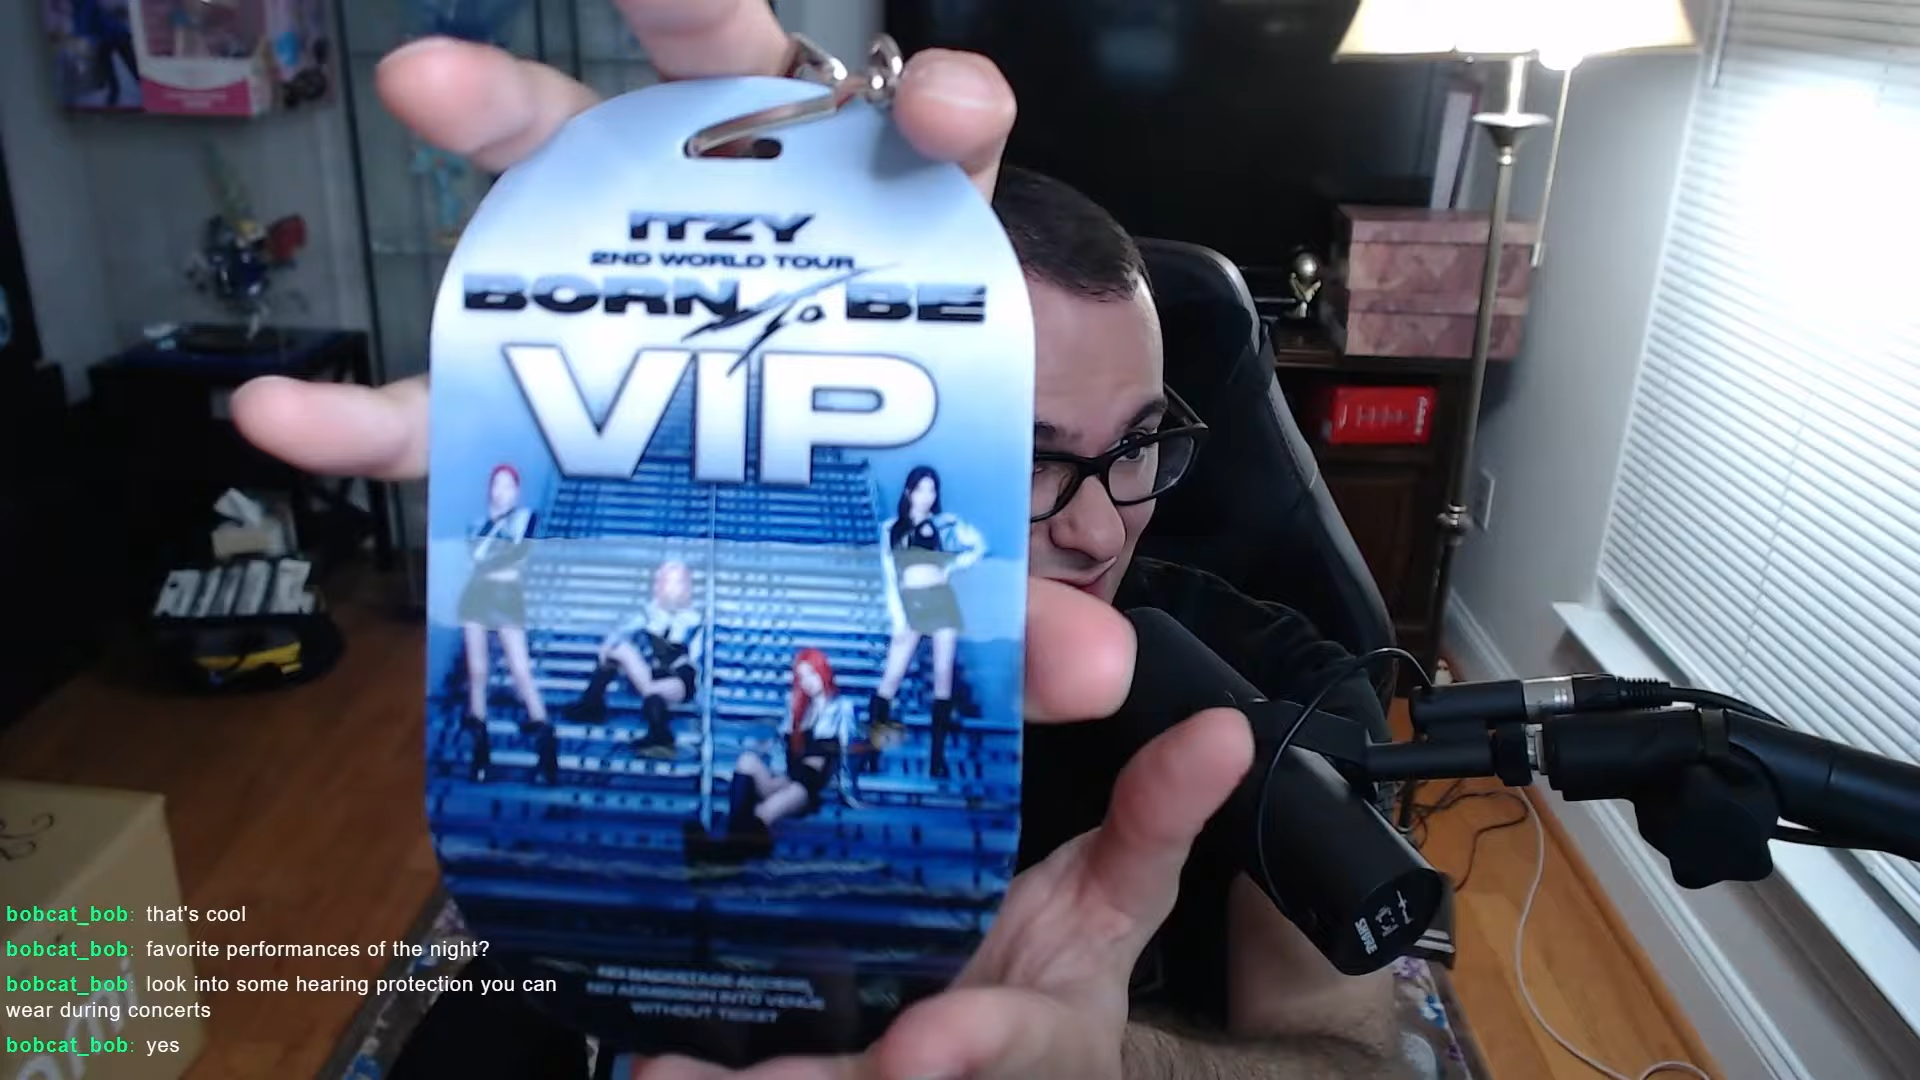 ITZY
2ND WORLD TOUR
BORN TO BE
VIP
NO BACKSTAGE ACCESS,
NO ADMISSION INTO VENUE
WITHOUT TICKET
SHURE
bobcat_bob: that's cool
bobcat_bob: favorite performances of the night?
bobcat_bob: look into some hearing protection you can
wear during concerts
bobcat_bob: yes